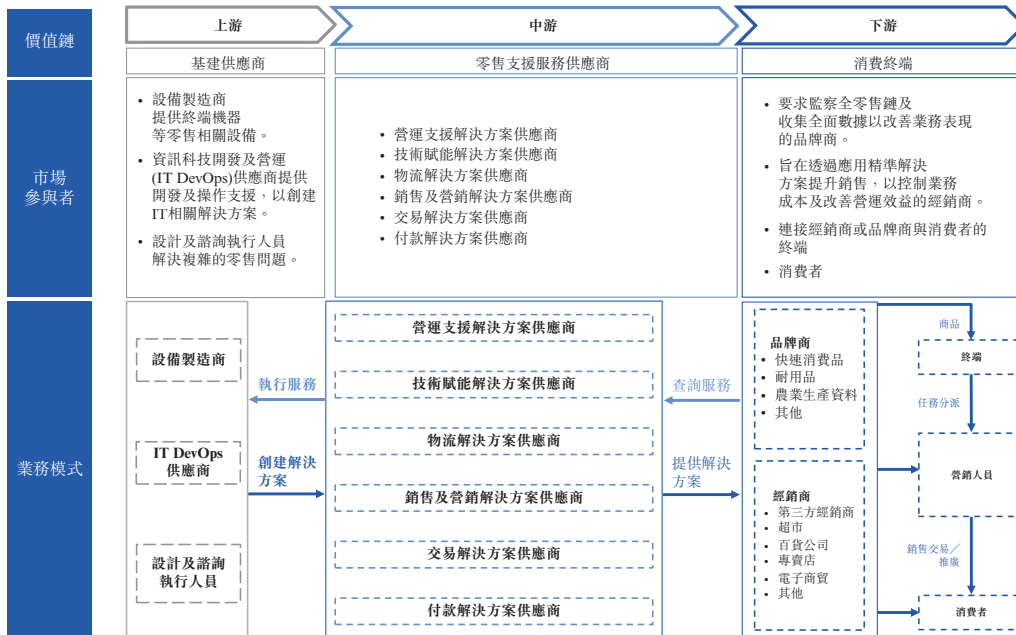 價值鏈
上游
中游
下游
基建供應商
零售支援服務供應商
消費終端
市場
參與者
• 設備製造商
提供終端機器
等零售相關設備。
• 資訊科技開發及營運
(IT DevOps)供應商提供
開發及操作支援，以創建
IT相關解決方案。
• 設計及諮詢執行人員
解決複雜的零售問題。
• 營運支援解決方案供應商
• 技術賦能解決方案供應商
• 物流解決方案供應商
• 銷售及營銷解決方案供應商
• 交易解決方案供應商
• 付款解決方案供應商
• 要求監察全零售鏈及
收集全面數據以改善業務表現
的品牌商。
• 旨在透過應用精準解決
方案提升銷售，以控制業務
成本及改善營運效益的經銷商。
• 連接經銷商或品牌商與消費者的
終端
• 消費者
業務模式
設備製造商
IT DevOps
供應商
設計及諮詢
執行人員
執行服務
創建解決
方案
營運支援解決方案供應商
技術賦能解決方案供應商
物流解決方案供應商
銷售及營銷解決方案供應商
交易解決方案供應商
付款解決方案供應商
查詢服務
提供解決
方案
品牌商
• 快速消費品
• 耐用品
• 農業生產資料
• 其他
經銷商
• 第三方經銷商
• 超市
• 百貨公司
• 專賣店
• 電子商貿
• 其他
商品
終端
任務分派
營銷人員
銷售交易／
推廣
消費者